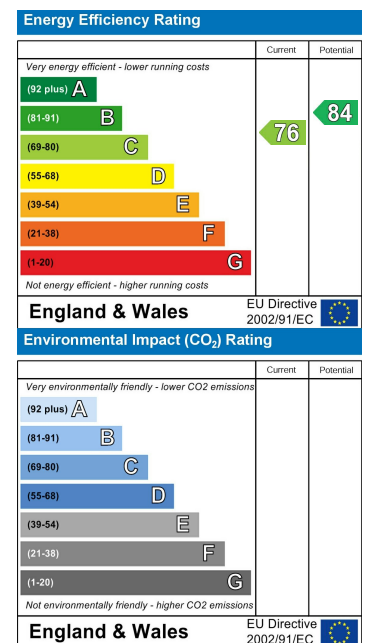 Energy Efficiency Rating
Current Potential
Very energy efficient - lower running costs
(92 plus) A
(81-91) B
(69-80) C
(55-68) D
(39-54) E
(21-38) F
(1-20) G
76
84
Not energy efficient - higher running costs
England & Wales
EU Directive
2002/91/EC
Environmental Impact (CO₂) Rating
Current Potential
Very environmentally friendly - lower CO2 emissions
(92 plus) A
(81-91) B
(69-80) C
(55-68) D
(39-54) E
(21-38) F
(1-20) G
Not environmentally friendly - higher CO2 emissions
England & Wales
EU Directive
2002/91/EC